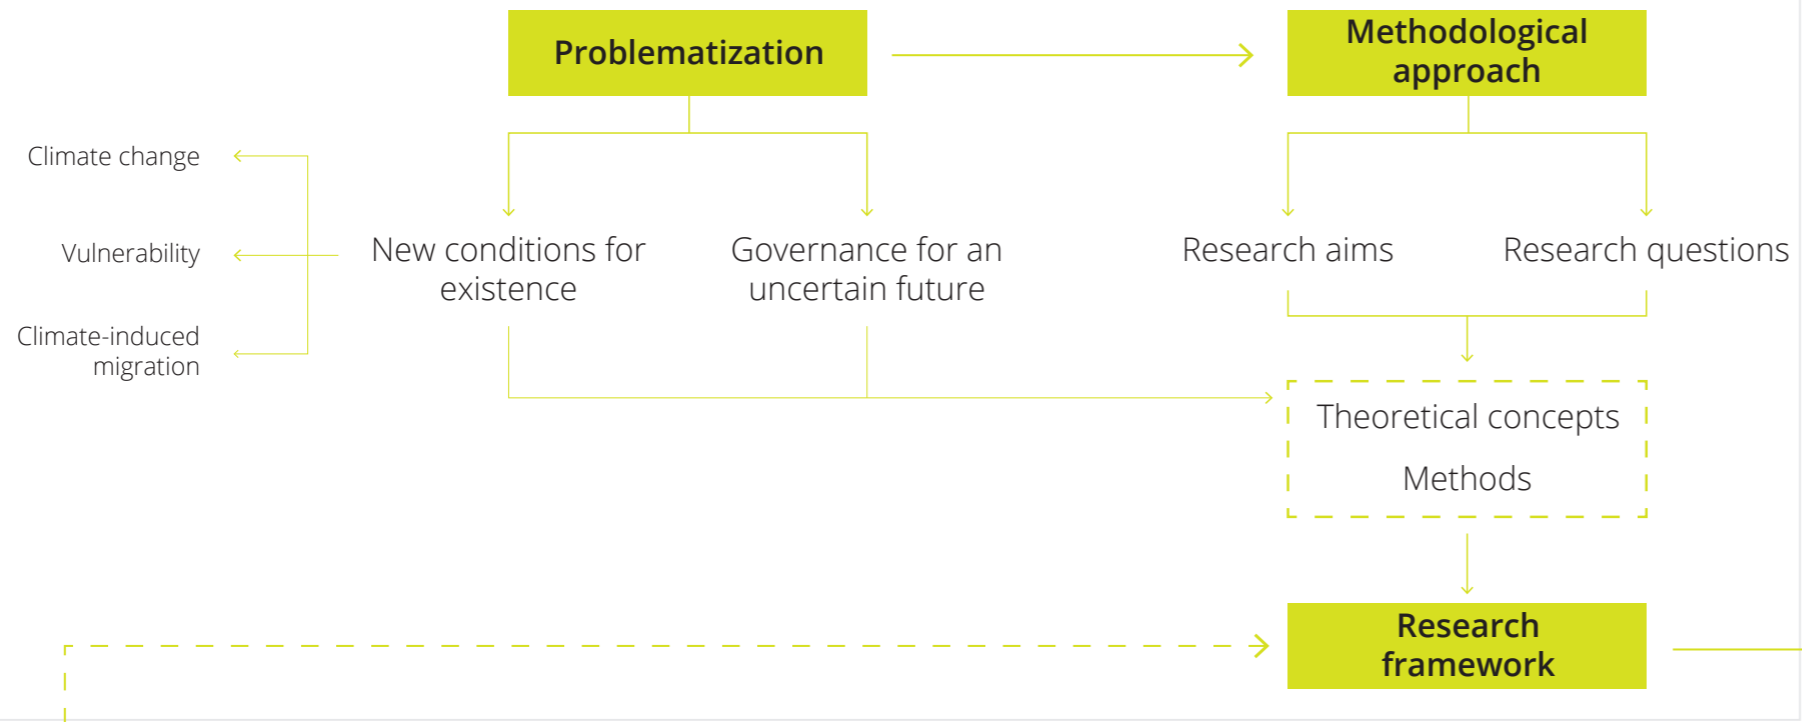 Problematization
Methodological
approach
Climate change
Vulnerability
Climate-induced
migration
New conditions for
existence
Governance for an
uncertain future
Research aims
Research questions
Theoretical concepts
Methods
Research
framework